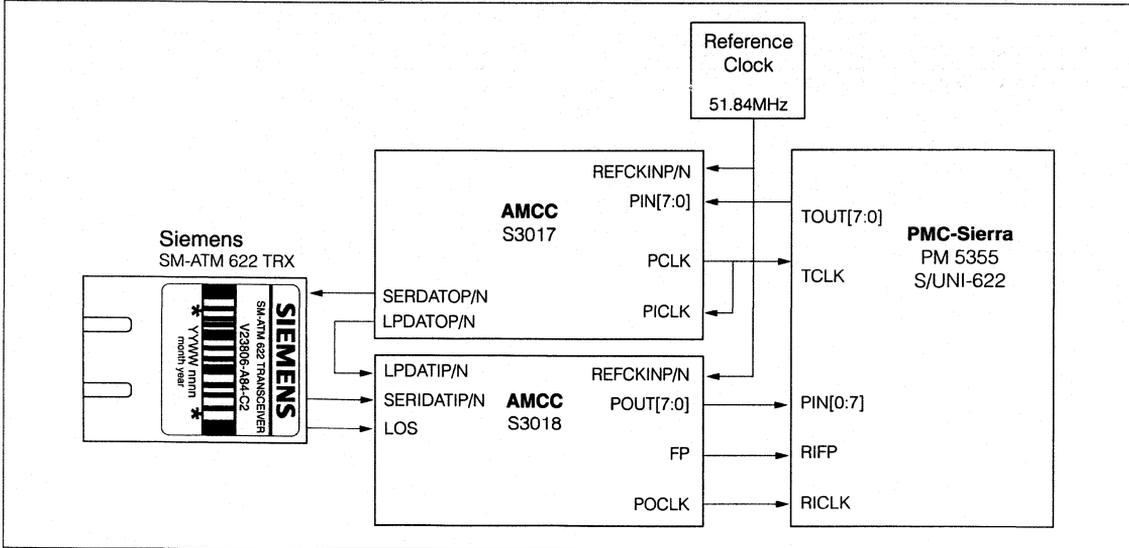 Reference
Clock
51.84MHz
AMCC
S3017
REFCKINP/N
PIN[7:0]
PCLK
PICLK
SERDATOP/N
LPDATOP/N
TOUT[7:0]
TCLK
PMC-Sierra
PM 5355
S/UNI-622
Siemens
SM-ATM 622 TRX
SIEMENS
SM-ATM 622 TRANSCEIVER
V23806-A84-C2
* YYWW nnnn *
month year
LPDATIP/N
SERIDATIP/N
LOS
AMCC
S3018
REFCKINP/N
POUT[7:0]
FP
POCLK
PIN[0:7]
RIFP
RICLK